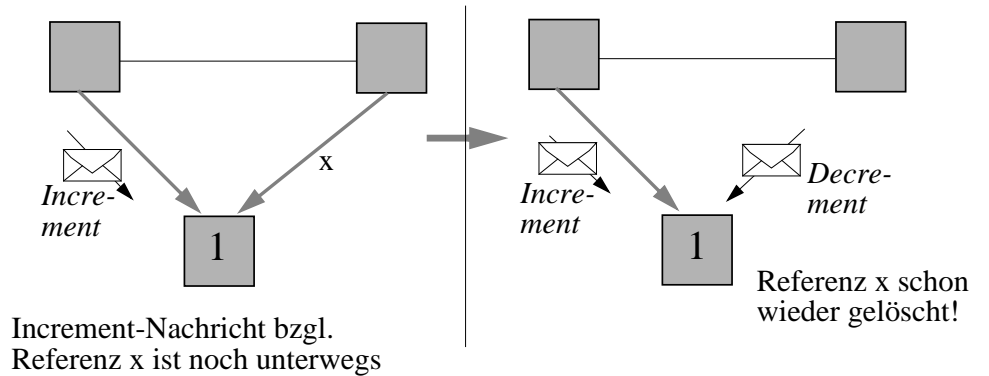 x
Incre-
ment
1
Increment-Nachricht bzgl.
Referenz x ist noch unterwegs
Incre-
ment
Decre-
ment
1
Referenz x schon
wieder gelöscht!